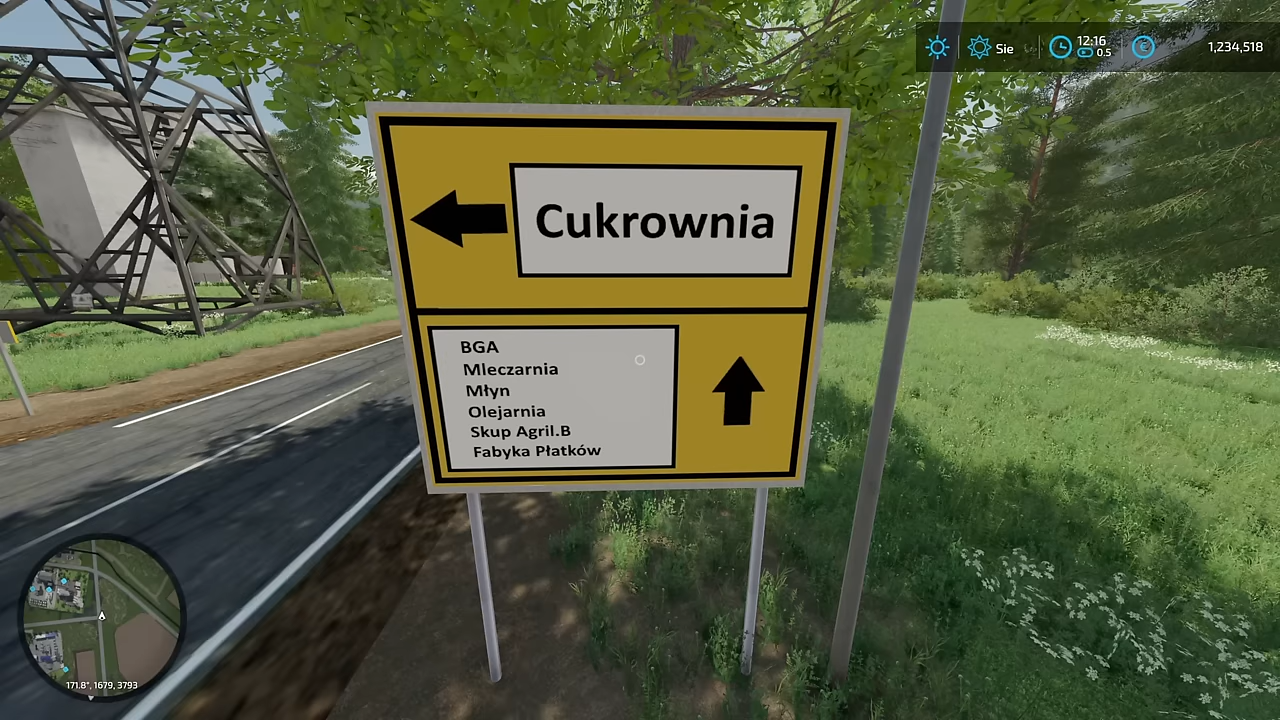 Sie
12:16
0.5
1,234,518
Cukrownia
BGA
Mleczarnia
Młyn
Olejarnia
Skup Agril.B
Fabyka Płatków
171.8°, 1679, 3793